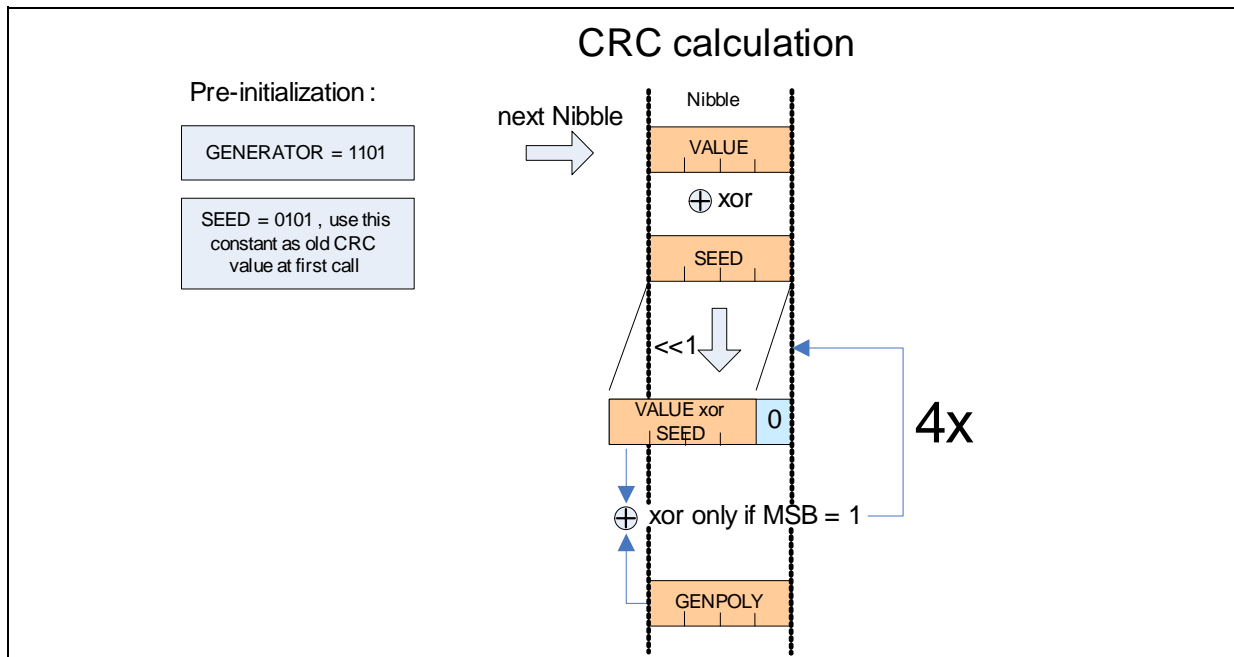 CRC calculation
Pre-initialization :
GENERATOR = 1101
SEED = 0101 , use this
constant as old CRC
value at first call
next Nibble
Nibble
VALUE
xor
SEED
<<1
VALUE xor
SEED
0
4x
xor only if MSB = 1
GENPOLY